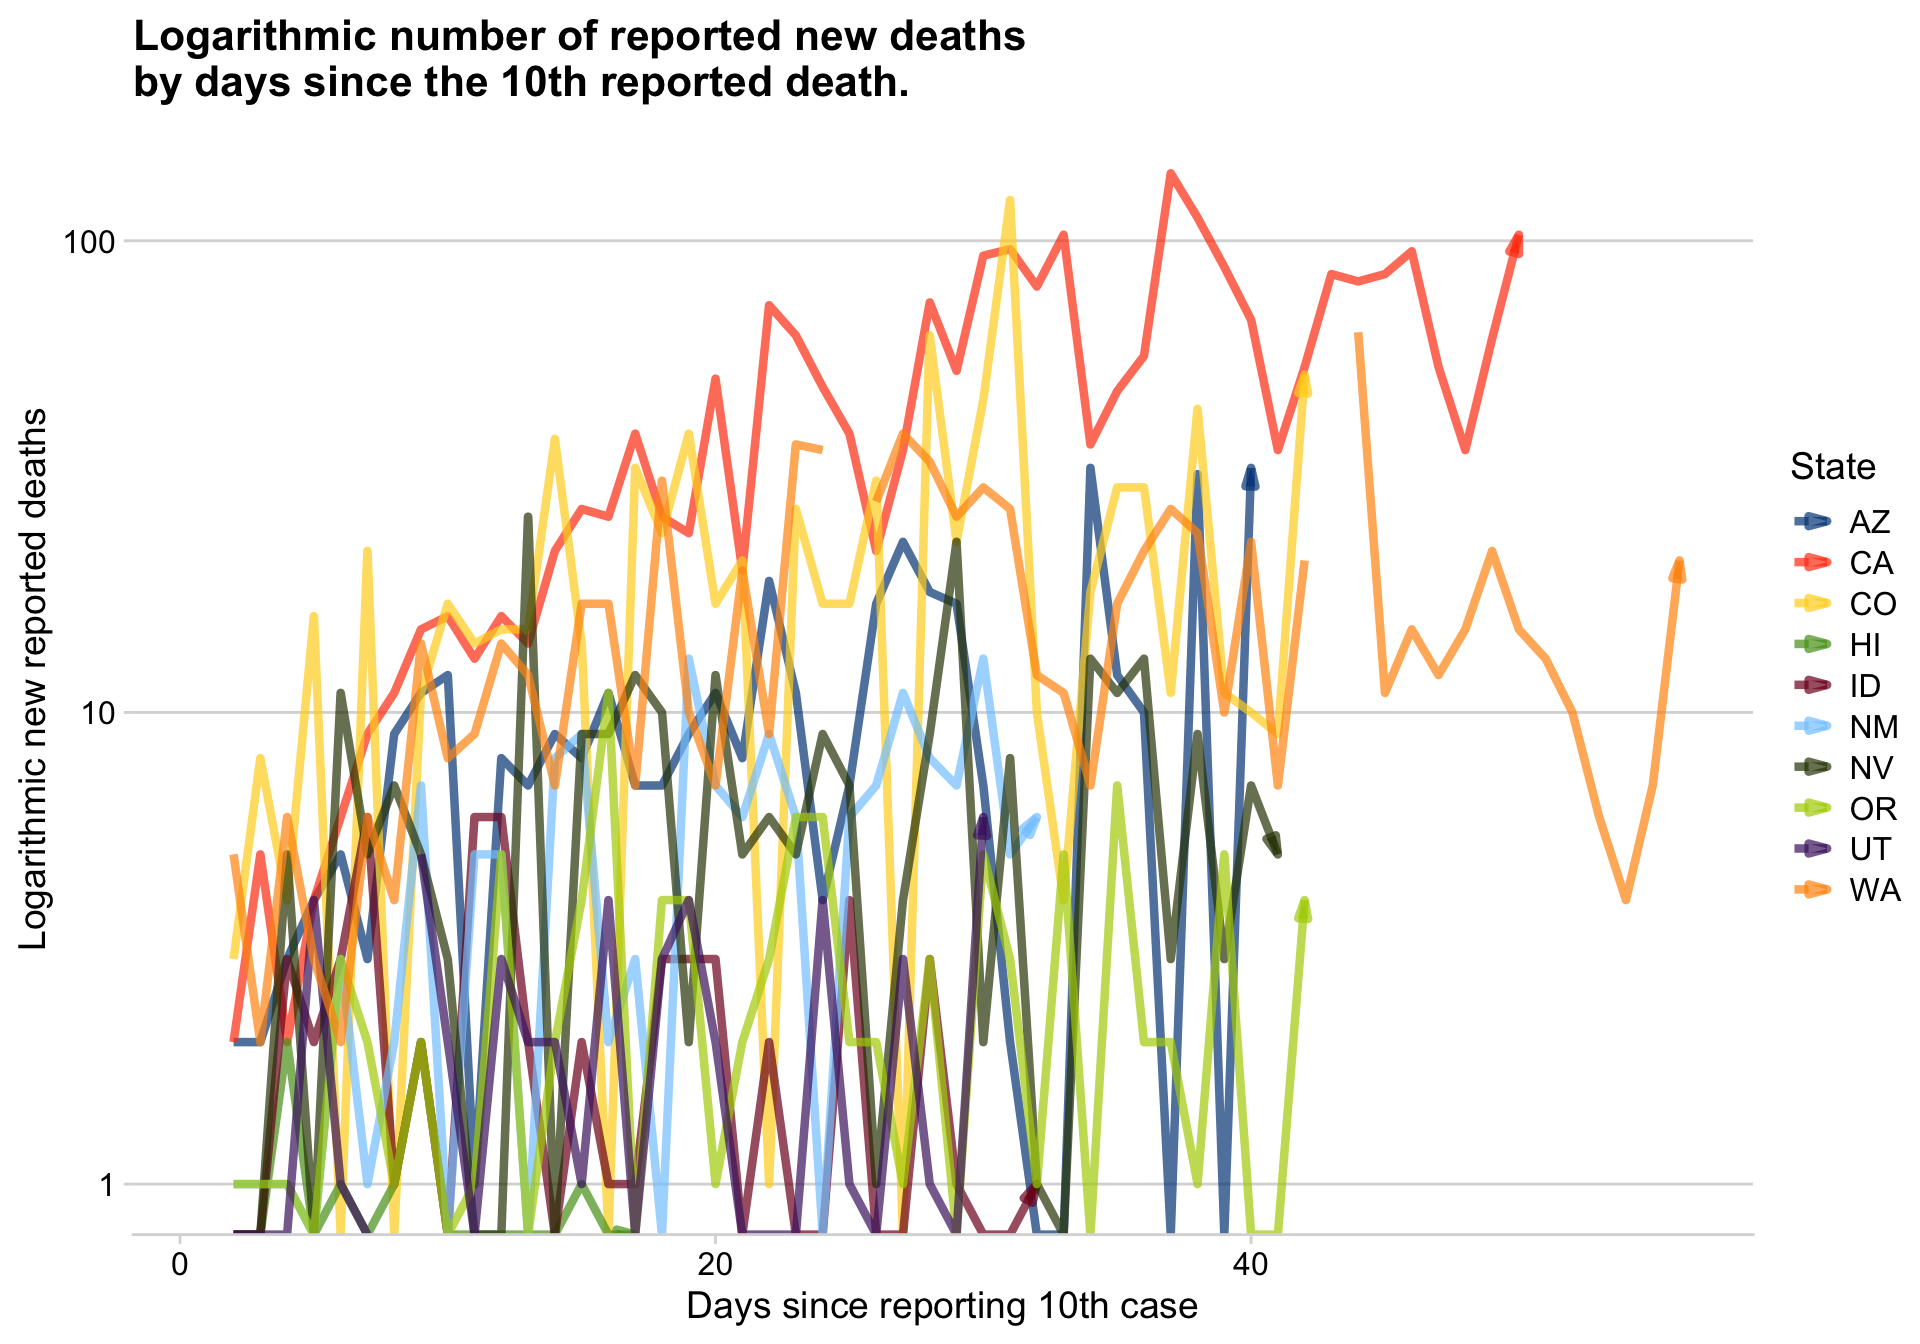 Logarithmic number of reported new deaths
by days since the 10th reported death.
100
10
1
Logarithmic new reported deaths
0
20
40
Days since reporting 10th case
State
AZ
CA
CO
HI
ID
NM
NV
OR
UT
WA